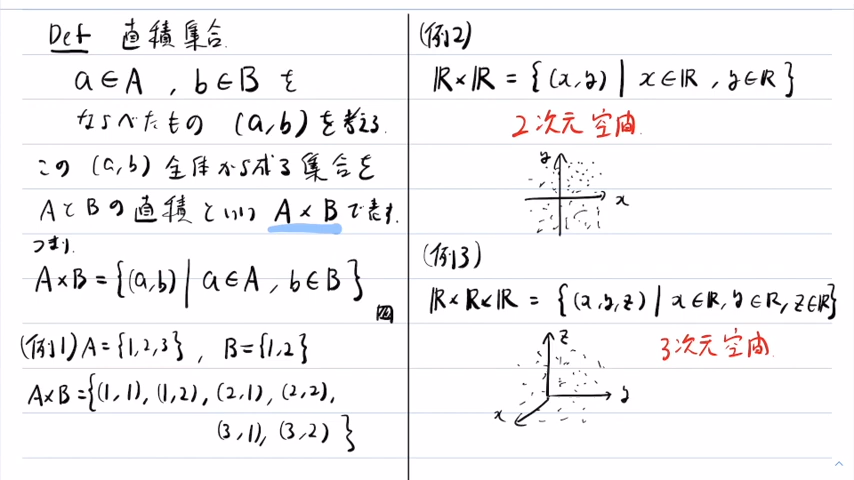 Def 直積集合
a∈A , b∈B を
ならべたもの (a,b)を考える
この (a,b) 全体から成る集合を
AとBの直積といい A×Bで表す.
つまり.
A×B={(a,b)|a∈A, b∈B}
(例1) A={1,2,3} , B={1,2}
A×B={(1,1), (1,2), (2,1), (2,2),
(3,1), (3,2) }
(例2)
ℝ×ℝ = {(x,y) | x∈ℝ, y∈ℝ}
2次元空間
y
x
(例3)
ℝ×ℝ×ℝ = {(x,y,z) | x∈ℝ, y∈ℝ, z∈ℝ}
3次元空間
z
x
y